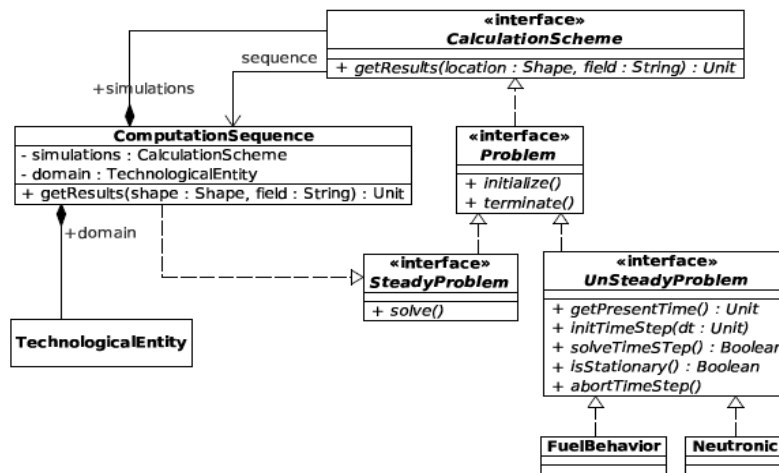 «interface»
CalculationScheme
+ getResults(location : Shape, field : String) : Unit
sequence
+simulations
ComputationSequence
- simulations : CalculationScheme
- domain : TechnologicalEntity
+ getResults(shape : Shape, field : String) : Unit
«interface»
Problem
+ initialize()
+ terminate()
+domain
«interface»
SteadyProblem
+ solve()
«interface»
UnSteadyProblem
+ getPresentTime() : Unit
+ initTimeStep(dt : Unit)
+ solveTimeSTep() : Boolean
+ isStationary() : Boolean
+ abortTimeStep()
TechnologicalEntity
FuelBehavior
Neutronic